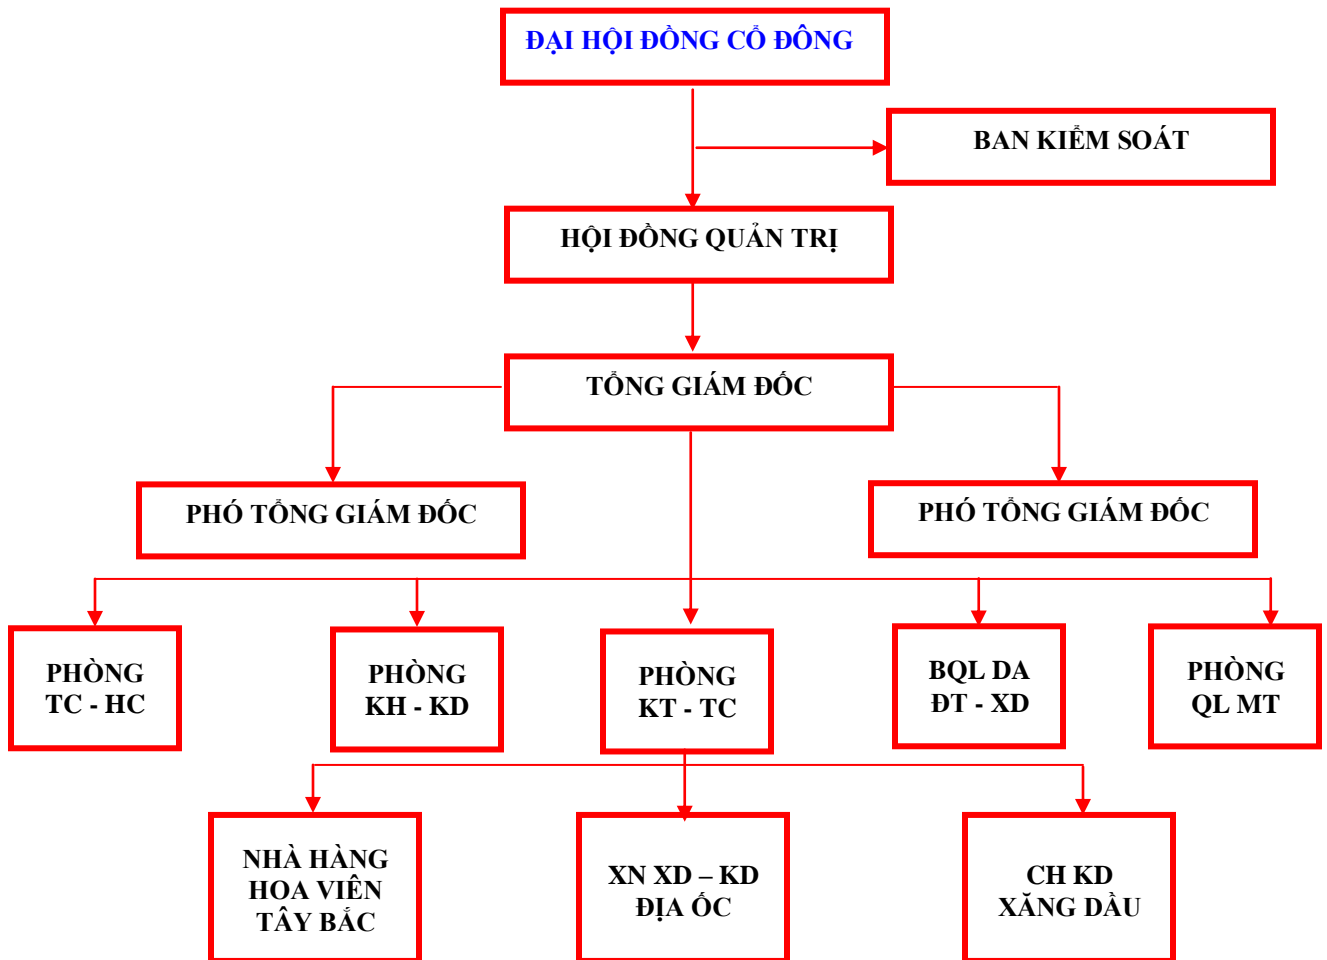 ĐẠI HỘI ĐỒNG CỔ ĐÔNG
BAN KIỂM SOÁT
HỘI ĐỒNG QUẢN TRỊ
TỔNG GIÁM ĐỐC
PHÓ TỔNG GIÁM ĐỐC
PHÓ TỔNG GIÁM ĐỐC
PHÒNG
TC - HC
PHÒNG
KH - KD
PHÒNG
KT - TC
BQL DA
ĐT - XD
PHÒNG
QL MT
NHÀ HÀNG
HOA VIÊN
TÂY BẮC
XN XD – KD
ĐỊA ỐC
CH KD
XĂNG DẦU